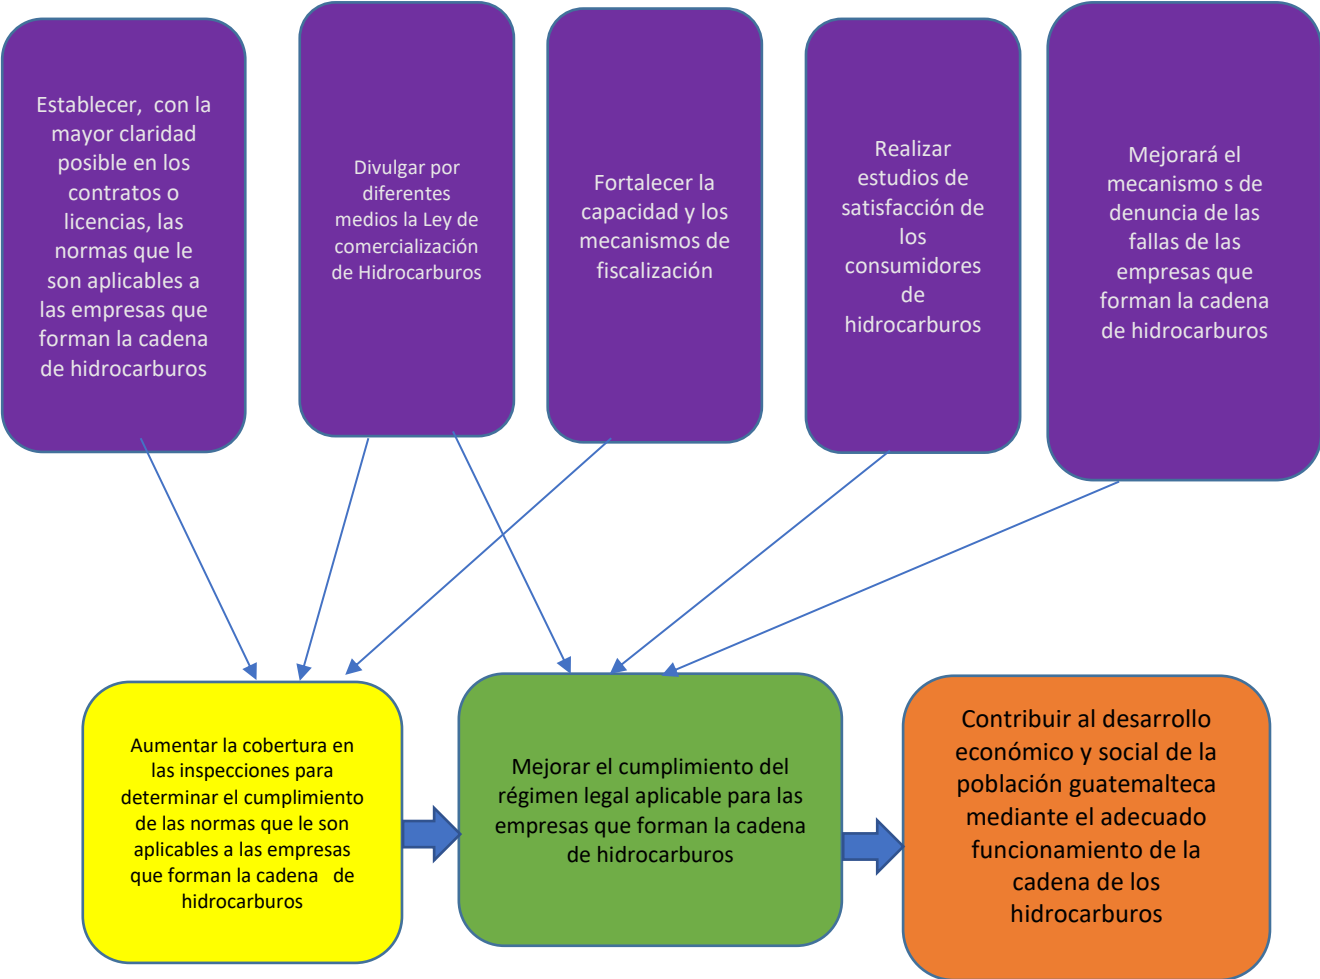 Establecer, con la
mayor claridad
posible en los
contratos o
licencias, las
normas que le
son aplicables a
las empresas que
forman la cadena
de hidrocarburos
Divulgar por
diferentes
medios la Ley de
comercialización
de Hidrocarburos
Fortalecer la
capacidad y los
mecanismos de
fiscalización
Realizar
estudios de
satisfacción de
los
consumidores
de
hidrocarburos
Mejorará el
mecanismo s de
denuncia de las
fallas de las
empresas que
forman la cadena
de hidrocarburos
Aumentar la cobertura en
las inspecciones para
determinar el cumplimiento
de las normas que le son
aplicables a las empresas
que forman la cadena de
hidrocarburos
Mejorar el cumplimiento del
régimen legal aplicable para las
empresas que forman la cadena
de hidrocarburos
Contribuir al desarrollo
económico y social de la
población guatemalteca
mediante el adecuado
funcionamiento de la
cadena de los
hidrocarburos